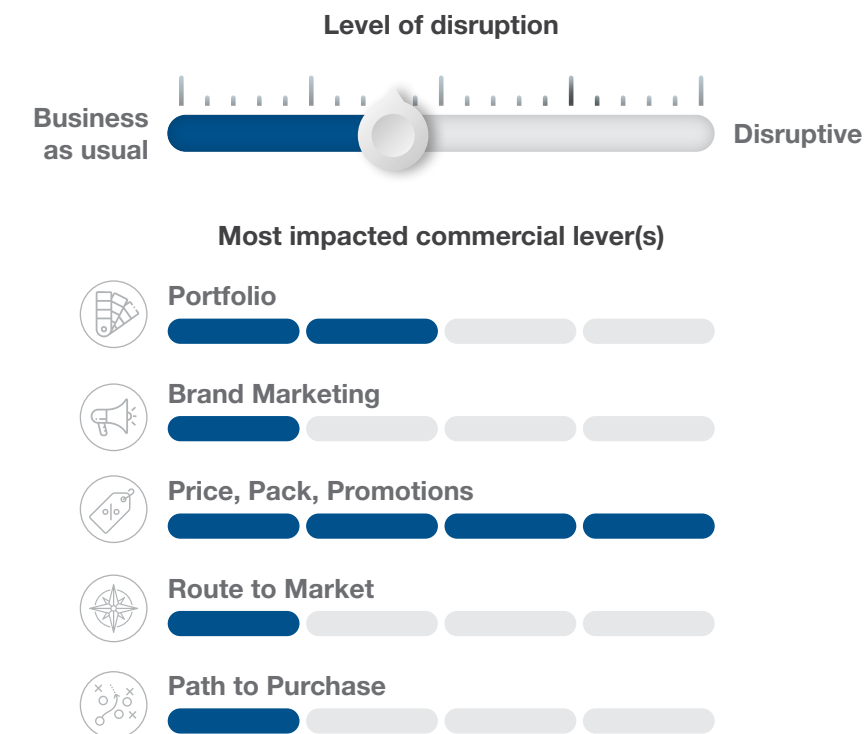 Level of disruption
Business
as usual
Disruptive
Most impacted commercial lever(s)
Portfolio
Brand Marketing
Price, Pack, Promotions
Route to Market
Path to Purchase